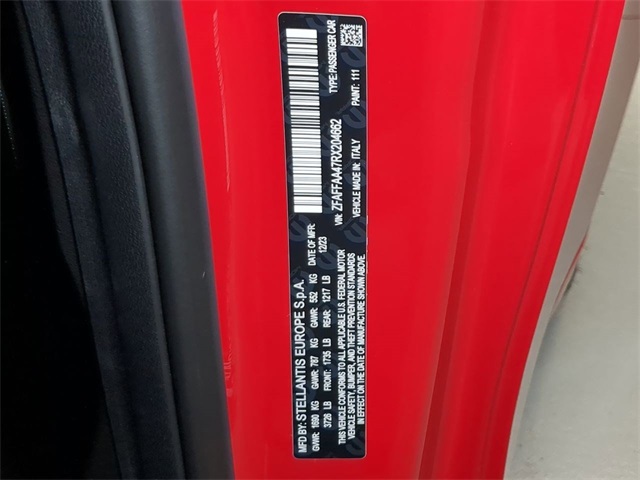 MFD BY: STELLANTIS EUROPE S.p.A. DATE OF MFR:
GVWR: 1690 KG GAWR: 787 KG GAWR: 552 KG 12/23
3726 LB FRONT: 1735 LB REAR: 1217 LB
THIS VEHICLE CONFORMS TO ALL APPLICABLE U.S. FEDERAL MOTOR
VEHICLE SAFETY, BUMPER, AND THEFT PREVENTION STANDARDS
IN EFFECT ON THE DATE OF MANUFACTURE SHOWN ABOVE.
VIN: ZFAFFAA47RX204662 TYPE: PASSENGER CAR
VEHICLE MADE IN: ITALY PAINT: 111